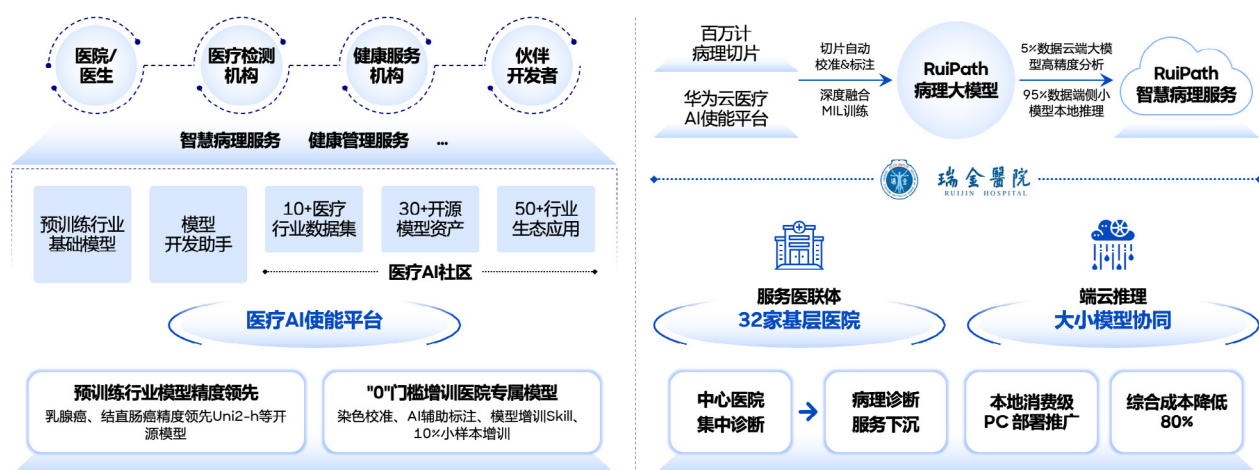 医院/
医生
医疗检测
机构
健康服务
机构
伙伴
开发者
智慧病理服务 健康管理服务 ...
预训练行业
基础模型
模型
开发助手
10+医疗
行业数据集
30+开源
模型资产
50+行业
生态应用
医疗AI社区
医疗AI使能平台
预训练行业模型精度领先
乳腺癌、结直肠癌精度领先Uni2-h等开
源模型
"0"门槛增训医院专属模型
染色校准、AI辅助标注、模型增训Skill、
10%小样本增训
百万计
病理切片
华为云医疗
AI使能平台
切片自动
校准&标注
深度融合
MIL训练
RuiPath
病理大模型
5%数据云端大模
型高精度分析
95%数据端侧小
模型本地推理
RuiPath
智慧病理服务
瑞金醫院
RUIJIN HOSPITAL
服务医联体
32家基层医院
端云推理
大小模型协同
中心医院
集中诊断
病理诊断
服务下沉
本地消费级
PC 部署推广
综合成本降低
80%